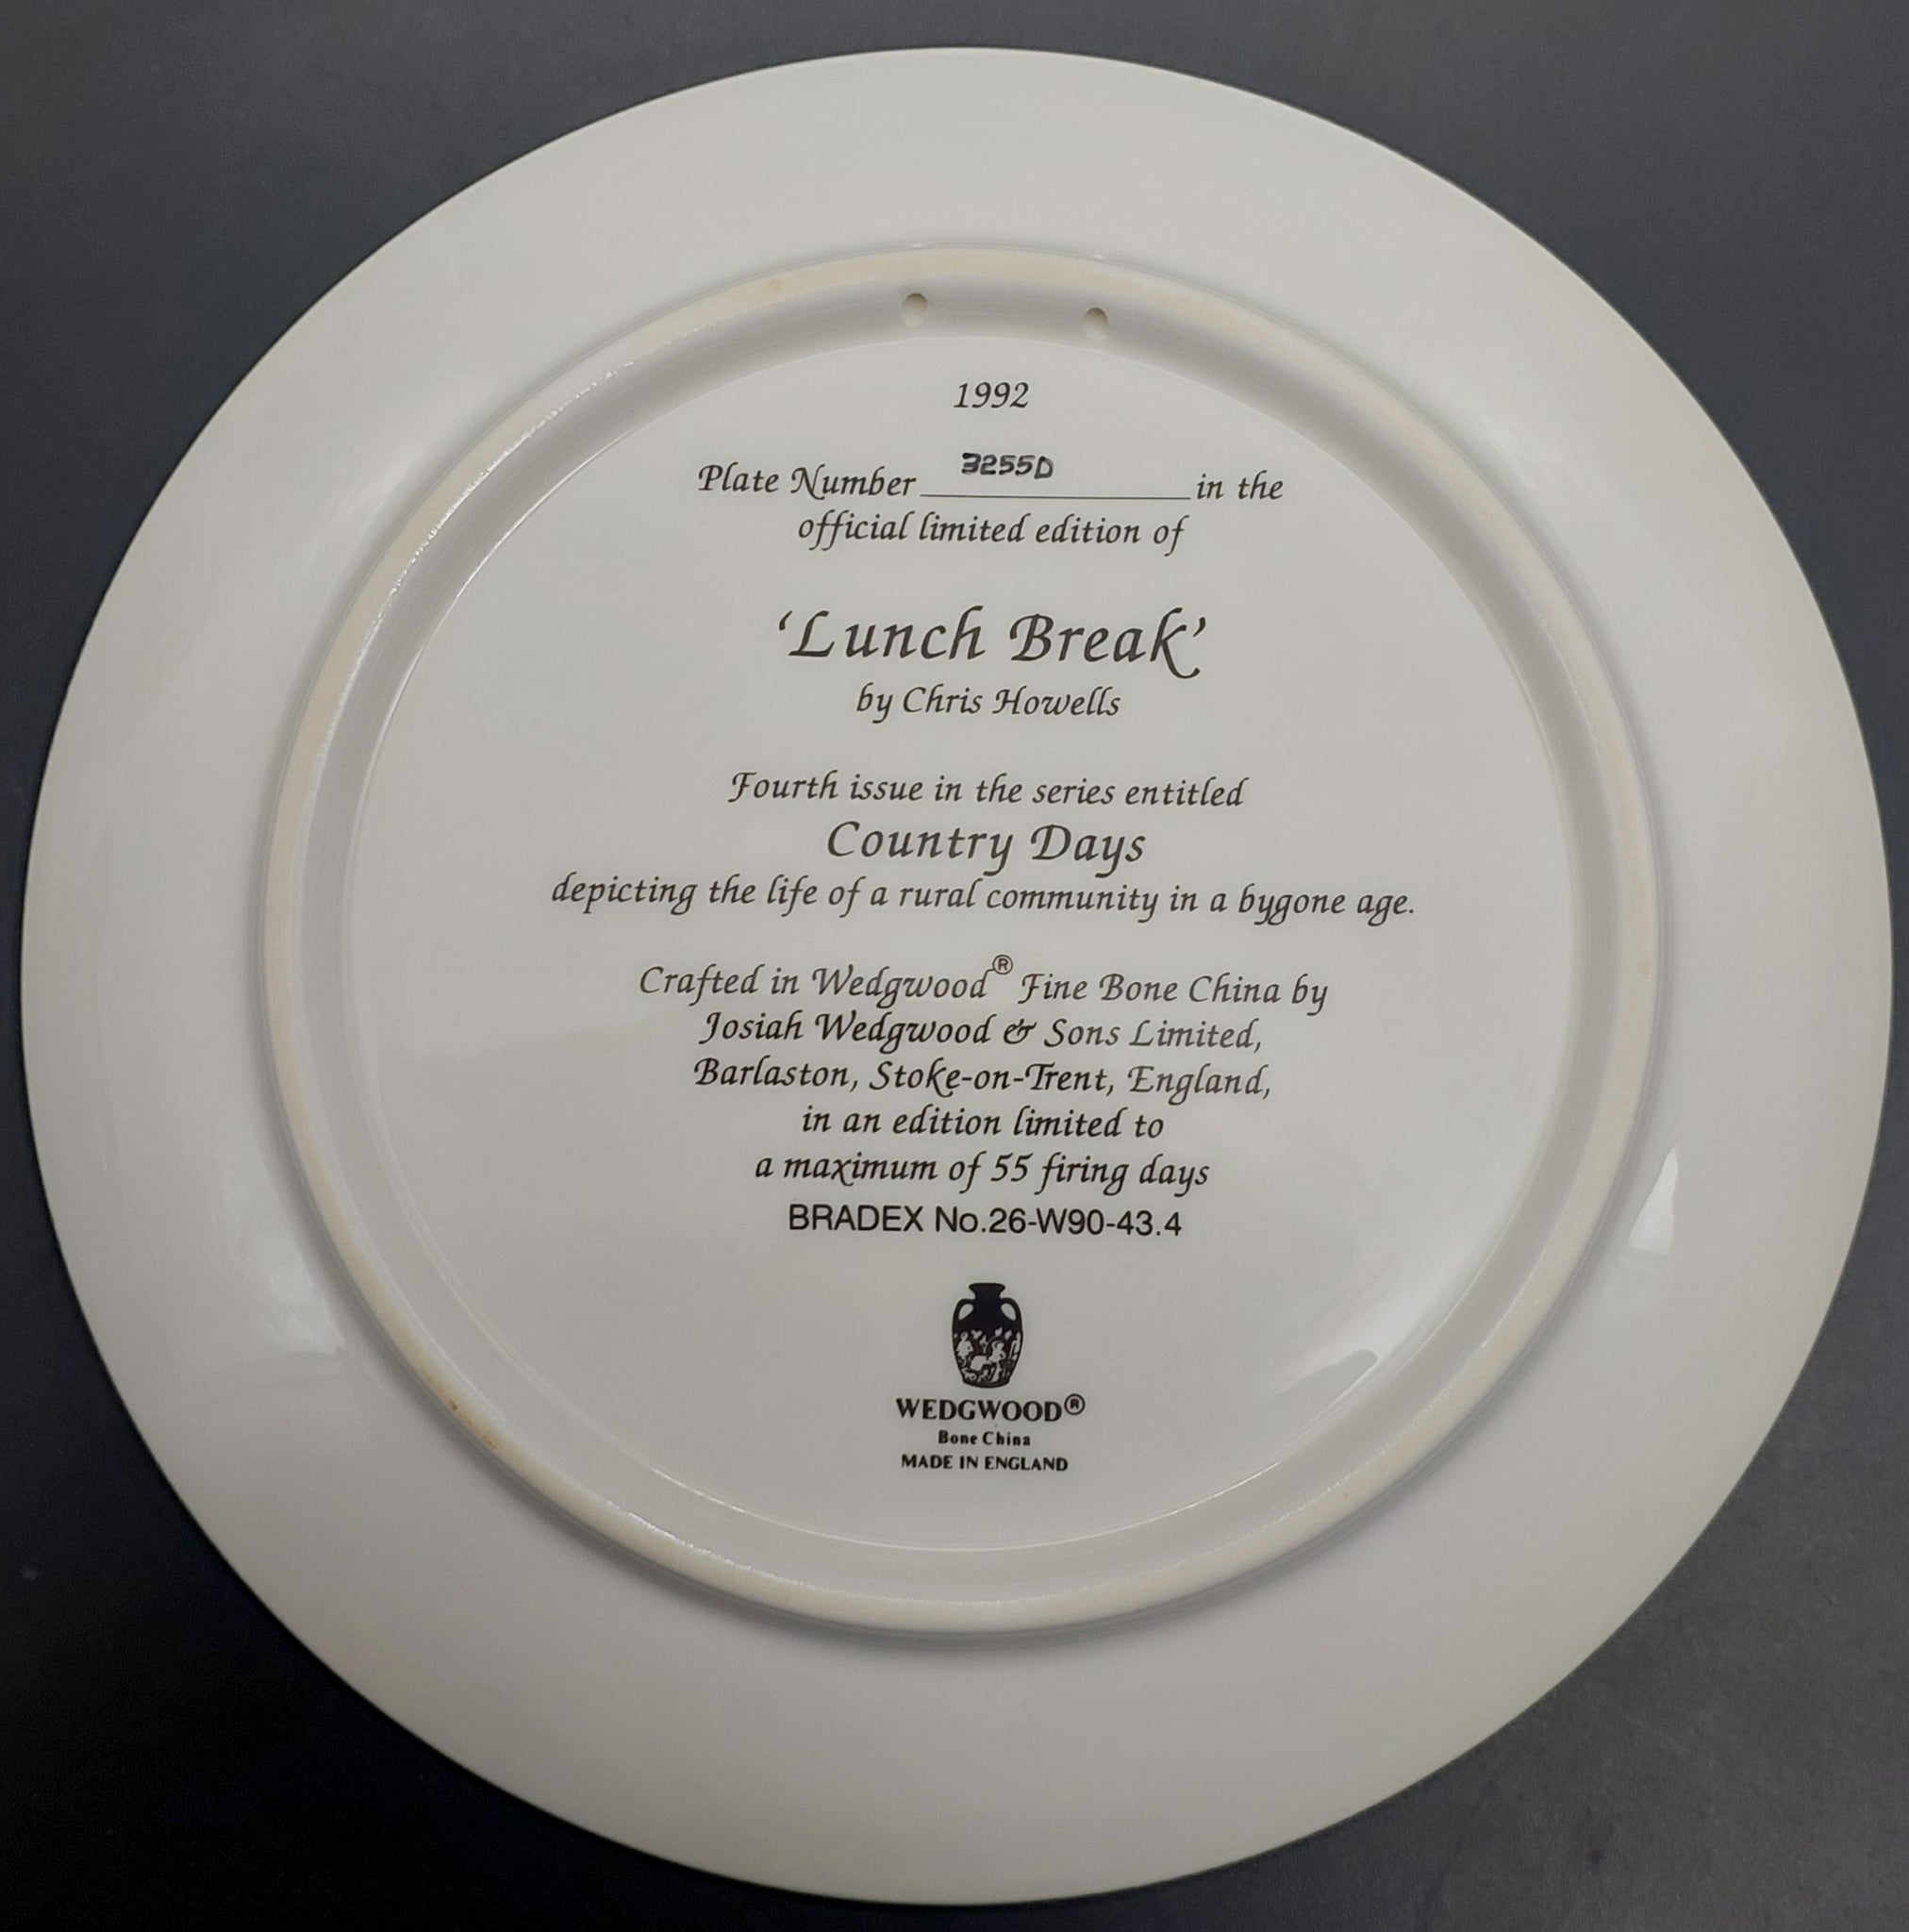 1992
Plate Number 3255D in the
official limited edition of
‘Lunch Break’
by Chris Howells
Fourth issue in the series entitled
Country Days
depicting the life of a rural community in a bygone age.
Crafted in Wedgwood® Fine Bone China by
Josiah Wedgwood & Sons Limited,
Barlaston, Stoke-on-Trent, England,
in an edition limited to
a maximum of 55 firing days
BRADEX No.26-W90-43.4
WEDGWOOD®
Bone China
MADE IN ENGLAND